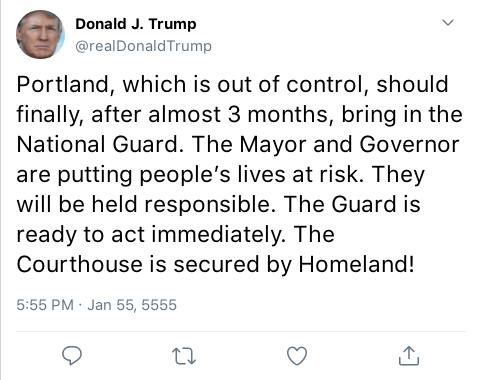 Donald J. Trump
@realDonaldTrump
Portland, which is out of control, should
finally, after almost 3 months, bring in the
National Guard. The Mayor and Governor
are putting people’s lives at risk. They
will be held responsible. The Guard is
ready to act immediately. The
Courthouse is secured by Homeland!
5:55 PM · Jan 55, 5555